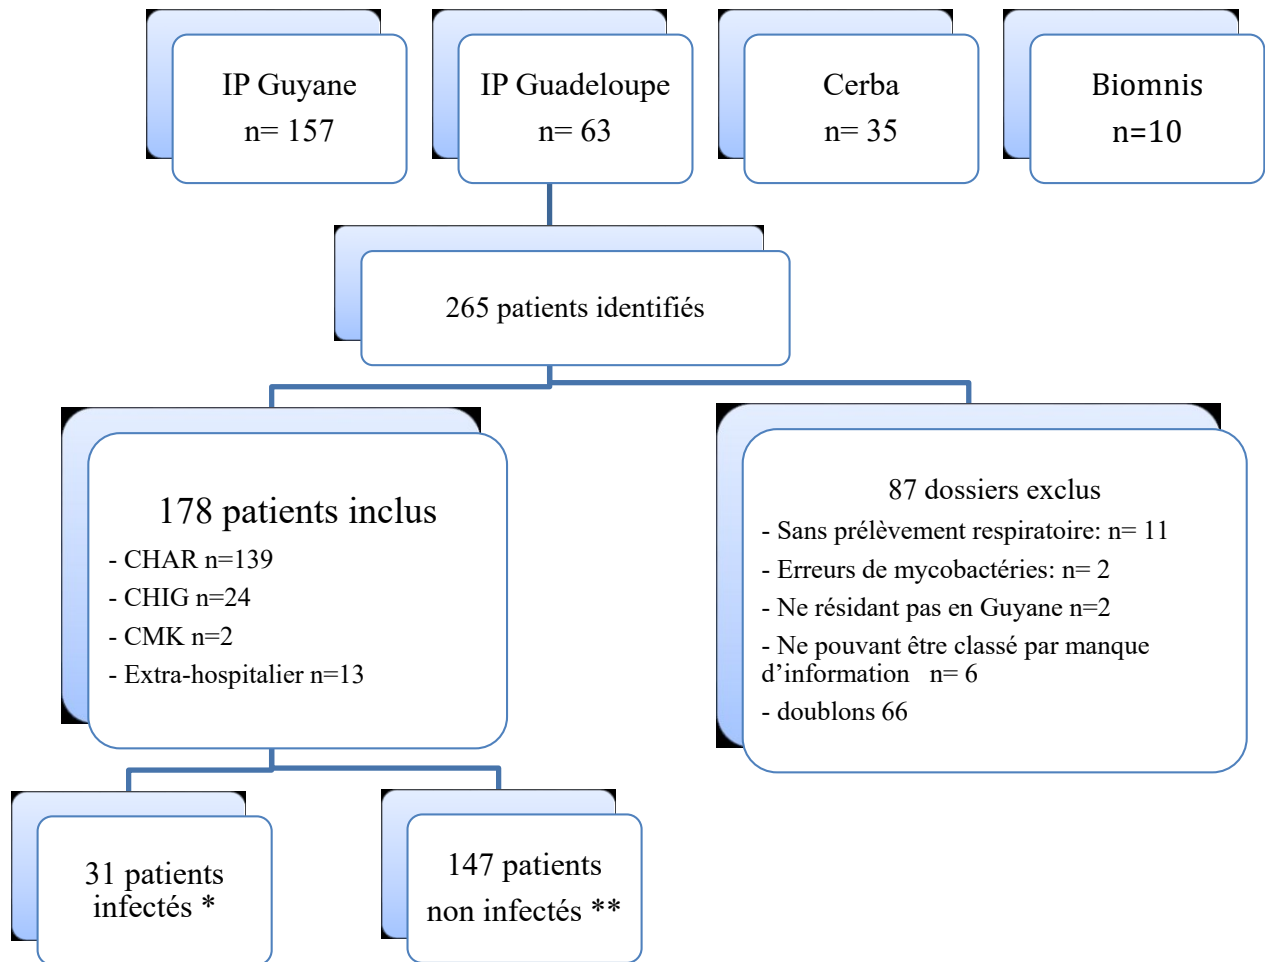 IP Guyane
n= 157
IP Guadeloupe
n= 63
Cerba
n= 35
Biomnis
n=10
265 patients identifiés
178 patients inclus
- CHAR n=139
- CHIG n=24
- CMK n=2
- Extra-hospitalier n=13
87 dossiers exclus
- Sans prélèvement respiratoire: n= 11
- Erreurs de mycobactéries: n= 2
- Ne résidant pas en Guyane n=2
- Ne pouvant être classé par manque
d’information n= 6
- doublons 66
31 patients
infectés *
147 patients
non infectés **